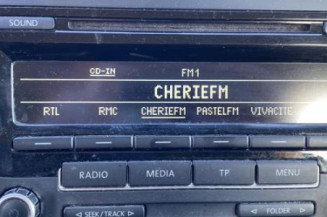 SOUND
CD-IN FM1
CHERIEFM
RTL RMC CHERIEFM PASTELFM VIVACITE
RADIO MEDIA TP MENU
SEEK/TRACK FOLDER